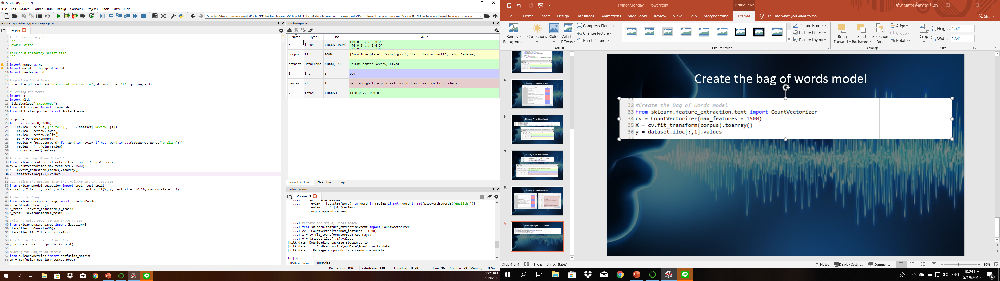 Spyder (Python 3.7)
File Edit Search Source Run Debug Consoles Projects Tools View Help
Semester\Advance ProgrammingML\Practice\P14-Machine-Learning-AZ-Template-Folder\Machine Learning A-Z Template Folder\Part 7 - Natural Language Processing\Section 36 - Natural Language\Natural_Language_Processing
Editor - C:\Users\sripa\.spyder-py3\temp.py
temp.py
1 # -*- coding: utf-8 -*-
2 """
3 Spyder Editor
4
5 This is a temporary script file.
6 """
7
8 import numpy as np
9 import matplotlib.pyplot as plt
10 import pandas as pd
11
12 #importing the dataset
13 dataset = pd.read_csv('Restaurant_Reviews.tsv', delimiter = '\t', quoting = 3)
14
15 #Cleaning the texts
16 import re
17 import nltk
18 nltk.download('stopwords')
19 from nltk.corpus import stopwords
20 from nltk.stem.porter import PorterStemmer
21
22 corpus = []
23 for i in range(0, 1000):
24 review = re.sub('[^a-zA-Z]', ' ', dataset['Review'][i])
25 review = review.lower()
26 review = review.split()
27 ps = PorterStemmer()
28 review = [ps.stem(word) for word in review if not  word in set(stopwords.words('english'))]
29 review = ' '.join(review)
30 corpus.append(review)
31
32 #Create the Bag of Words model
33 from sklearn.feature_extraction.text import CountVectorizer
34 cv = CountVectorizer(max_features = 1500)
35 X = cv.fit_transform(corpus).toarray()
36 y = dataset.iloc[:,1].values
37
38 #splitting the dataset into the Training set and Test set
39 from sklearn.model_selection import train_test_split
40 X_train, X_test, y_train, y_test = train_test_split(X, y, test_size = 0.20, random_state = 0)
41
42 #Feature Scaling
43 from sklearn.preprocessing import StandardScaler
44 sc = StandardScaler()
45 X_train = sc.fit_transform(X_train)
46 X_test = sc.transform(X_test)
47
48 #Fitting Naive Bayer to the Training set
49 from sklearn.naive_bayes import GaussianNB
50 classifier = GaussianNB()
51 classifier.fit(X_train, y_train)
52
53 #Predicting the Test set Results
54 y_pred = classifier.predict(X_test)
55
56 #Making the Confusion Matrix
57 from sklearn.metrics import confusion_matrix
58 cm = confusion_matrix(y_test,y_pred)
Variable explorer
Name Type Size Value
X int64 (1000, 1500) [[0 0 0 ... 0 0 0]
[0 0 0 ... 0 0 0]
corpus list 1000 ['wow love place', 'crust good', 'tasti textur nasti', 'stop late may ...
dataset DataFrame (1000, 2) Column names: Review, Liked
i int 1 999
review str 1 wast enough life pour salt wound draw time took bring check
y int64 (1000,) [1 0 0 ... 0 0 0]
Variable explorer File explorer Help
IPython console
Console 1/A
...: ps = PorterStemmer()
...: review = [ps.stem(word) for word in review if not  word in set(stopwords.words('english'))]
...: review = ' '.join(review)
...: corpus.append(review)
...:
...:
...: #Create the Bag of Words model
...: from sklearn.feature_extraction.text import CountVectorizer
...: cv = CountVectorizer(max_features = 1500)
...: X = cv.fit_transform(corpus).toarray()
...: y = dataset.iloc[:,1].values
[nltk_data] Downloading package stopwords to
[nltk_data] C:\Users\sripa\AppData\Roaming\nltk_data...
[nltk_data] Package stopwords is already up-to-date!
In [3]:
IPython console History log
Permissions: RW End-of-lines: CRLF Encoding: UTF-8 Line: 36 Column: 29 Memory: 91 %
10:24 PM
5/19/2019
PythonMonday - PowerPoint
Picture Tools
ศรีปาณสรวง ตั้งสุวรรณจินดา
File Home Insert Design Transitions Animations Slide Show Review View Help Storyboarding Format Tell me what you want to do
Share
Remove Background
Corrections
Color
Artistic Effects
Compress Pictures
Change Picture
Reset Picture
Adjust
Picture Styles
Picture Border
Picture Effects
Picture Layout
Bring Forward
Send Backward
Selection Pane
Align
Group
Rotate
Arrange
Crop
Height: 1.52"
Width: 12.4"
Size
5
Cleaning All text in dataset
6
Cleaning All text in dataset
7
Cleaning All text in dataset
review = ' '.join(review)
corpus.append(review)
8
Cleaning All text in dataset
9
Create the bag of words model
Create the bag of words model
31
32 #Create the Bag of Words model
33 from sklearn.feature_extraction.text import CountVectorizer
34 cv = CountVectorizer(max_features = 1500)
35 X = cv.fit_transform(corpus).toarray()
36 y = dataset.iloc[:,1].values
37
Slide 9 of 9 English (United States)
Notes Display Settings Comments 86%
ENG
10:24 PM
5/19/2019
4